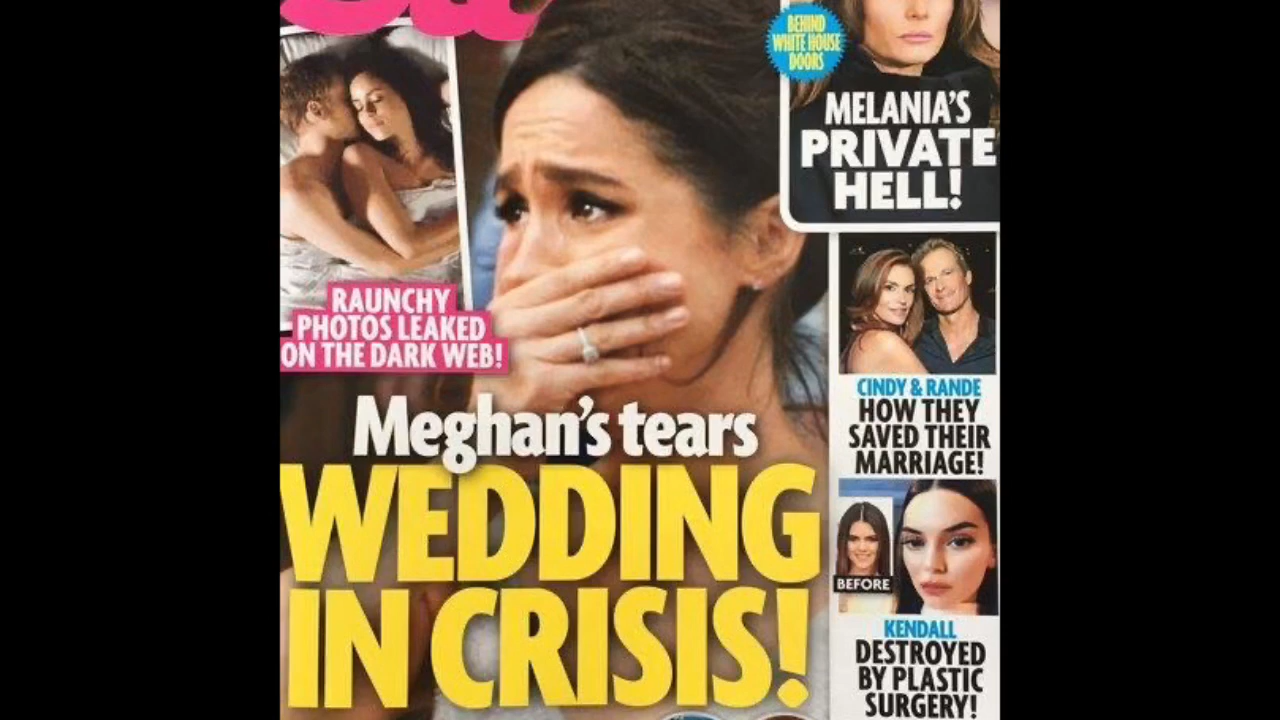 BEHIND
WHITE HOUSE
DOORS
MELANIA'S
PRIVATE
HELL!
RAUNCHY
PHOTOS LEAKED
ON THE DARK WEB!
Meghan's tears
WEDDING
IN CRISIS!
CINDY & RANDE
HOW THEY
SAVED THEIR
MARRIAGE!
BEFORE
KENDALL
DESTROYED
BY PLASTIC
SURGERY!